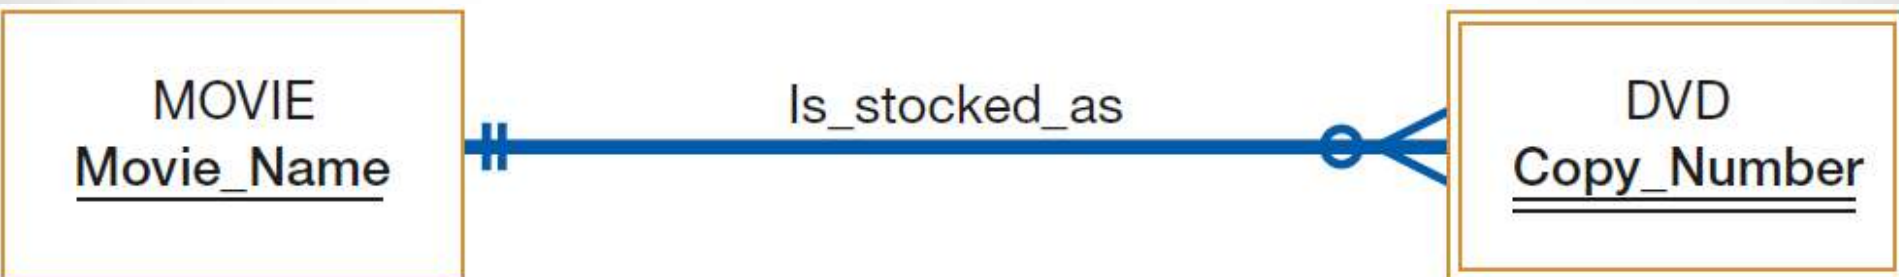 MOVIE
Movie_Name
Is_stocked_as
DVD
Copy_Number